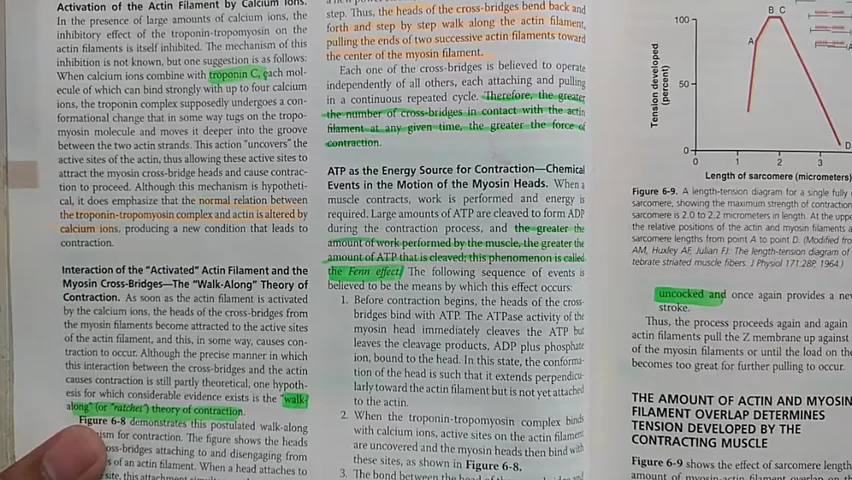 Activation of the Actin Filament by Calcium Ions.
In the presence of large amounts of calcium ions, the
inhibitory effect of the troponin-tropomyosin on the
actin filaments is itself inhibited. The mechanism of this
inhibition is not known, but one suggestion is as follows:
When calcium ions combine with troponin C, each mol-
ecule of which can bind strongly with up to four calcium
ions, the troponin complex supposedly undergoes a con-
formational change that in some way tugs on the tropo-
myosin molecule and moves it deeper into the groove
between the two actin strands. This action "uncovers" the
active sites of the actin, thus allowing these active sites to
attract the myosin cross-bridge heads and cause contrac-
tion to proceed. Although this mechanism is hypotheti-
cal, it does emphasize that the normal relation between
the troponin-tropomyosin complex and actin is altered by
calcium ions, producing a new condition that leads to
contraction.
Interaction of the "Activated" Actin Filament and the
Myosin Cross-Bridges—The "Walk-Along" Theory of
Contraction. As soon as the actin filament is activated
by the calcium ions, the heads of the cross-bridges from
the myosin filaments become attracted to the active sites
of the actin filament, and this, in some way, causes con-
traction to occur. Although the precise manner in which
this interaction between the cross-bridges and the actin
causes contraction is still partly theoretical, one hypoth-
esis for which considerable evidence exists is the "walk-
along" (or "ratchet") theory of contraction.
Figure 6-8 demonstrates this postulated walk-along
ism for contraction. The figure shows the heads
oss-bridges attaching to and disengaging from
s of an actin filament. When a head attaches to
site, this attachment
step. Thus, the heads of the cross-bridges bend back and
forth and step by step walk along the actin filament,
pulling the ends of two successive actin filaments toward
the center of the myosin filament.
Each one of the cross-bridges is believed to operate
independently of all others, each attaching and pulling
in a continuous repeated cycle. Therefore, the greater
the number of cross-bridges in contact with the actin
filament at any given time, the greater the force of
contraction.
ATP as the Energy Source for Contraction—Chemical
Events in the Motion of the Myosin Heads. When a
muscle contracts, work is performed and energy is
required. Large amounts of ATP are cleaved to form ADP
during the contraction process, and the greater the
amount of work performed by the muscle, the greater the
amount of ATP that is cleaved; this phenomenon is called
the Fenn effect. The following sequence of events is
believed to be the means by which this effect occurs:
1. Before contraction begins, the heads of the cross-
bridges bind with ATP. The ATPase activity of the
myosin head immediately cleaves the ATP but
leaves the cleavage products, ADP plus phosphate
ion, bound to the head. In this state, the conforma-
tion of the head is such that it extends perpendicu-
larly toward the actin filament but is not yet attached
to the actin.
2. When the troponin-tropomyosin complex binds
with calcium ions, active sites on the actin filament
are uncovered and the myosin heads then bind with
these sites, as shown in Figure 6-8.
3. The bond between the head
Tension developed
(percent)
100
50
0
A
B C
D
0 1 2 3
Length of sarcomere (micrometers)
Figure 6-9. A length-tension diagram for a single fully
sarcomere, showing the maximum strength of contraction
sarcomere is 2.0 to 2.2 micrometers in length. At the upper
the relative positions of the actin and myosin filaments a
sarcomere lengths from point A to point D. (Modified from
AM, Huxley AF, Julian FJ: The length-tension diagram of
tebrate striated muscle fibers. J Physiol 171:28P, 1964.)
uncocked and once again provides a new
stroke.
Thus, the process proceeds again and again
actin filaments pull the Z membrane up against
of the myosin filaments or until the load on the
becomes too great for further pulling to occur.
THE AMOUNT OF ACTIN AND MYOSIN
FILAMENT OVERLAP DETERMINES
TENSION DEVELOPED BY THE
CONTRACTING MUSCLE
Figure 6-9 shows the effect of sarcomere length